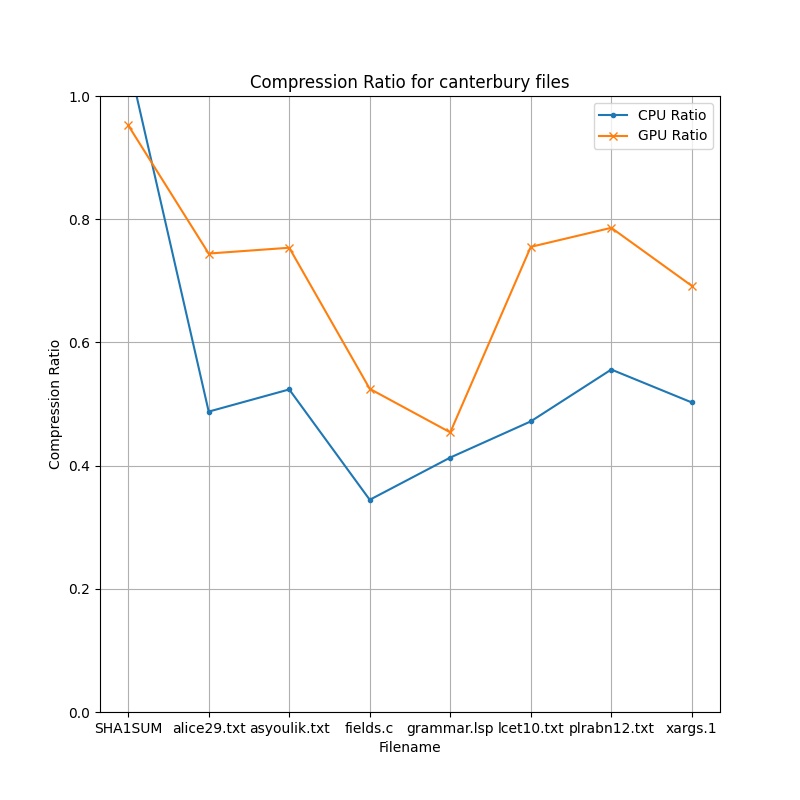 Compression Ratio for canterbury files
CPU Ratio
GPU Ratio
1.0
0.8
0.6
0.4
0.2
0.0
Compression Ratio
SHA1SUM alice29.txt asyoulik.txt fields.c grammar.lsp lcet10.txt plrabn12.txt xargs.1
Filename